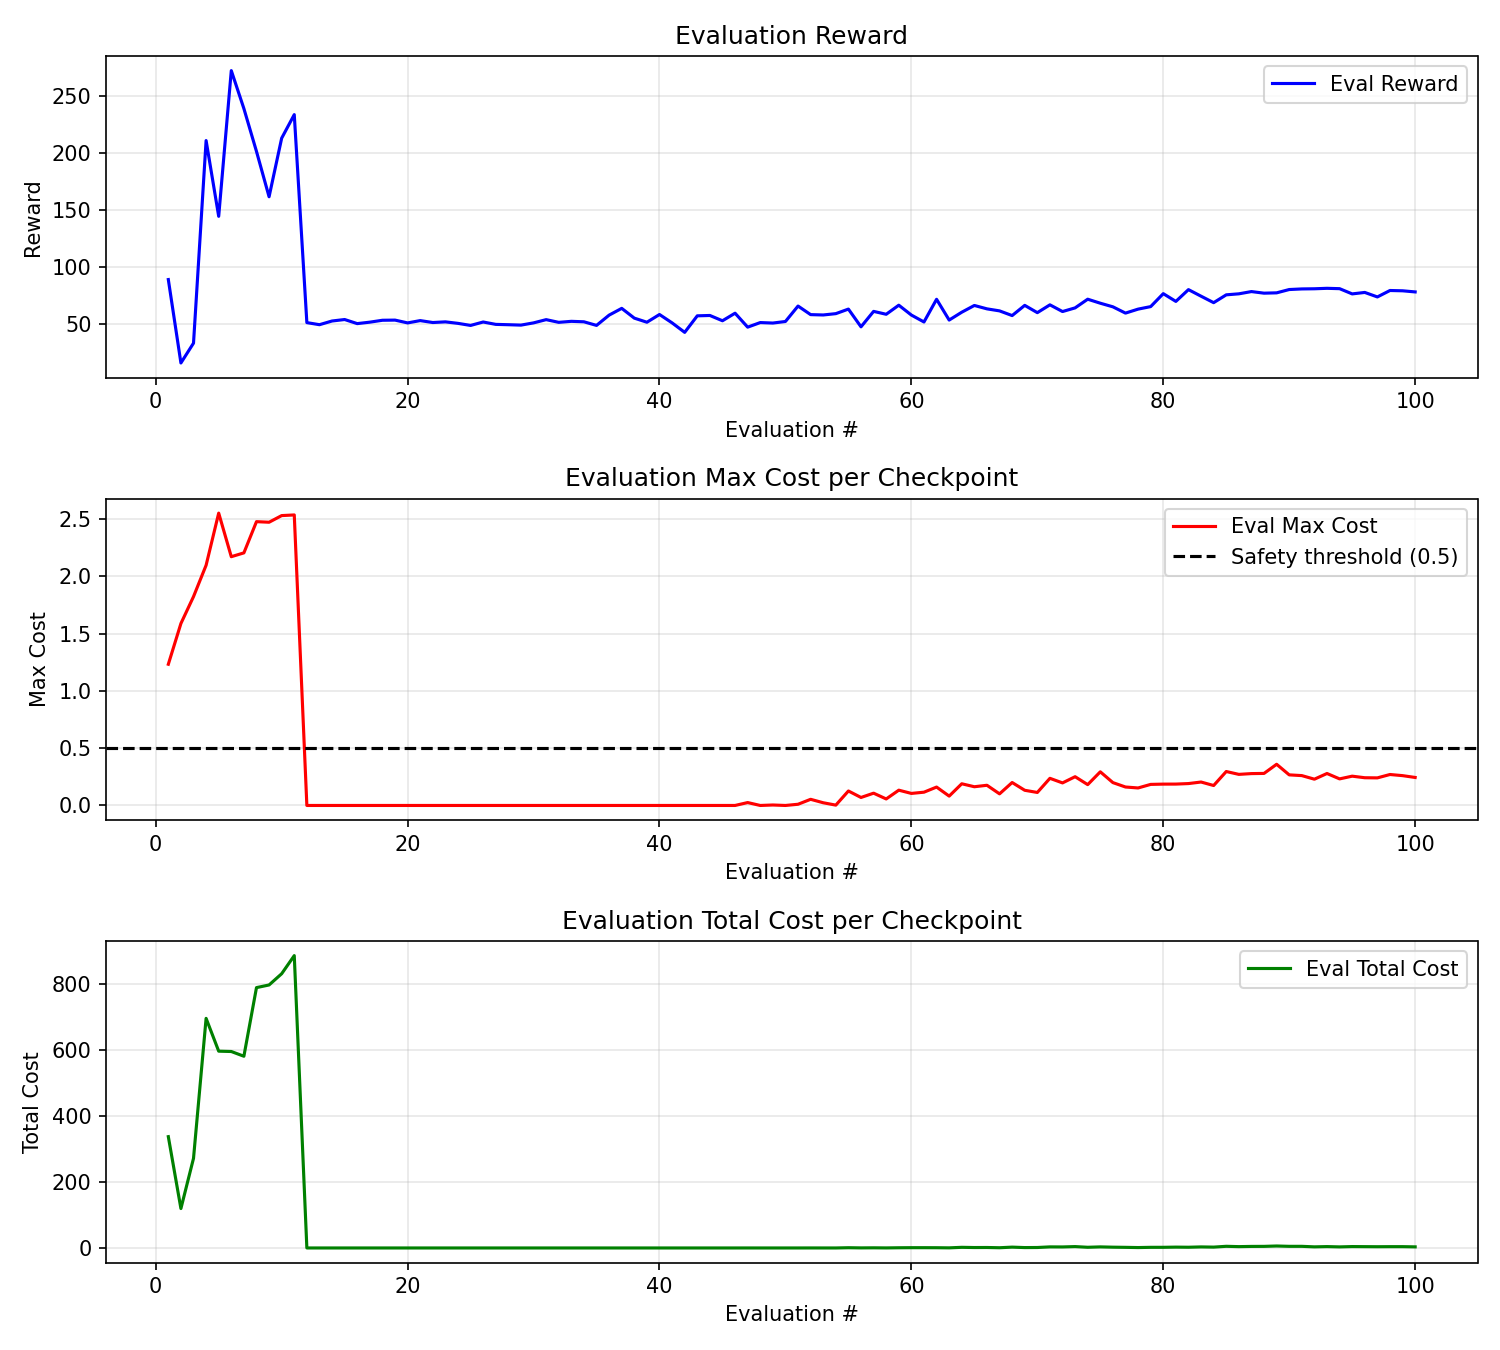 Evaluation Reward
Eval Reward
Reward
250
200
150
100
50
0 20 40 60 80 100
Evaluation #
Evaluation Max Cost per Checkpoint
Eval Max Cost
Safety threshold (0.5)
Max Cost
2.5
2.0
1.5
1.0
0.5
0.0
0 20 40 60 80 100
Evaluation #
Evaluation Total Cost per Checkpoint
Eval Total Cost
Total Cost
800
600
400
200
0
0 20 40 60 80 100
Evaluation #